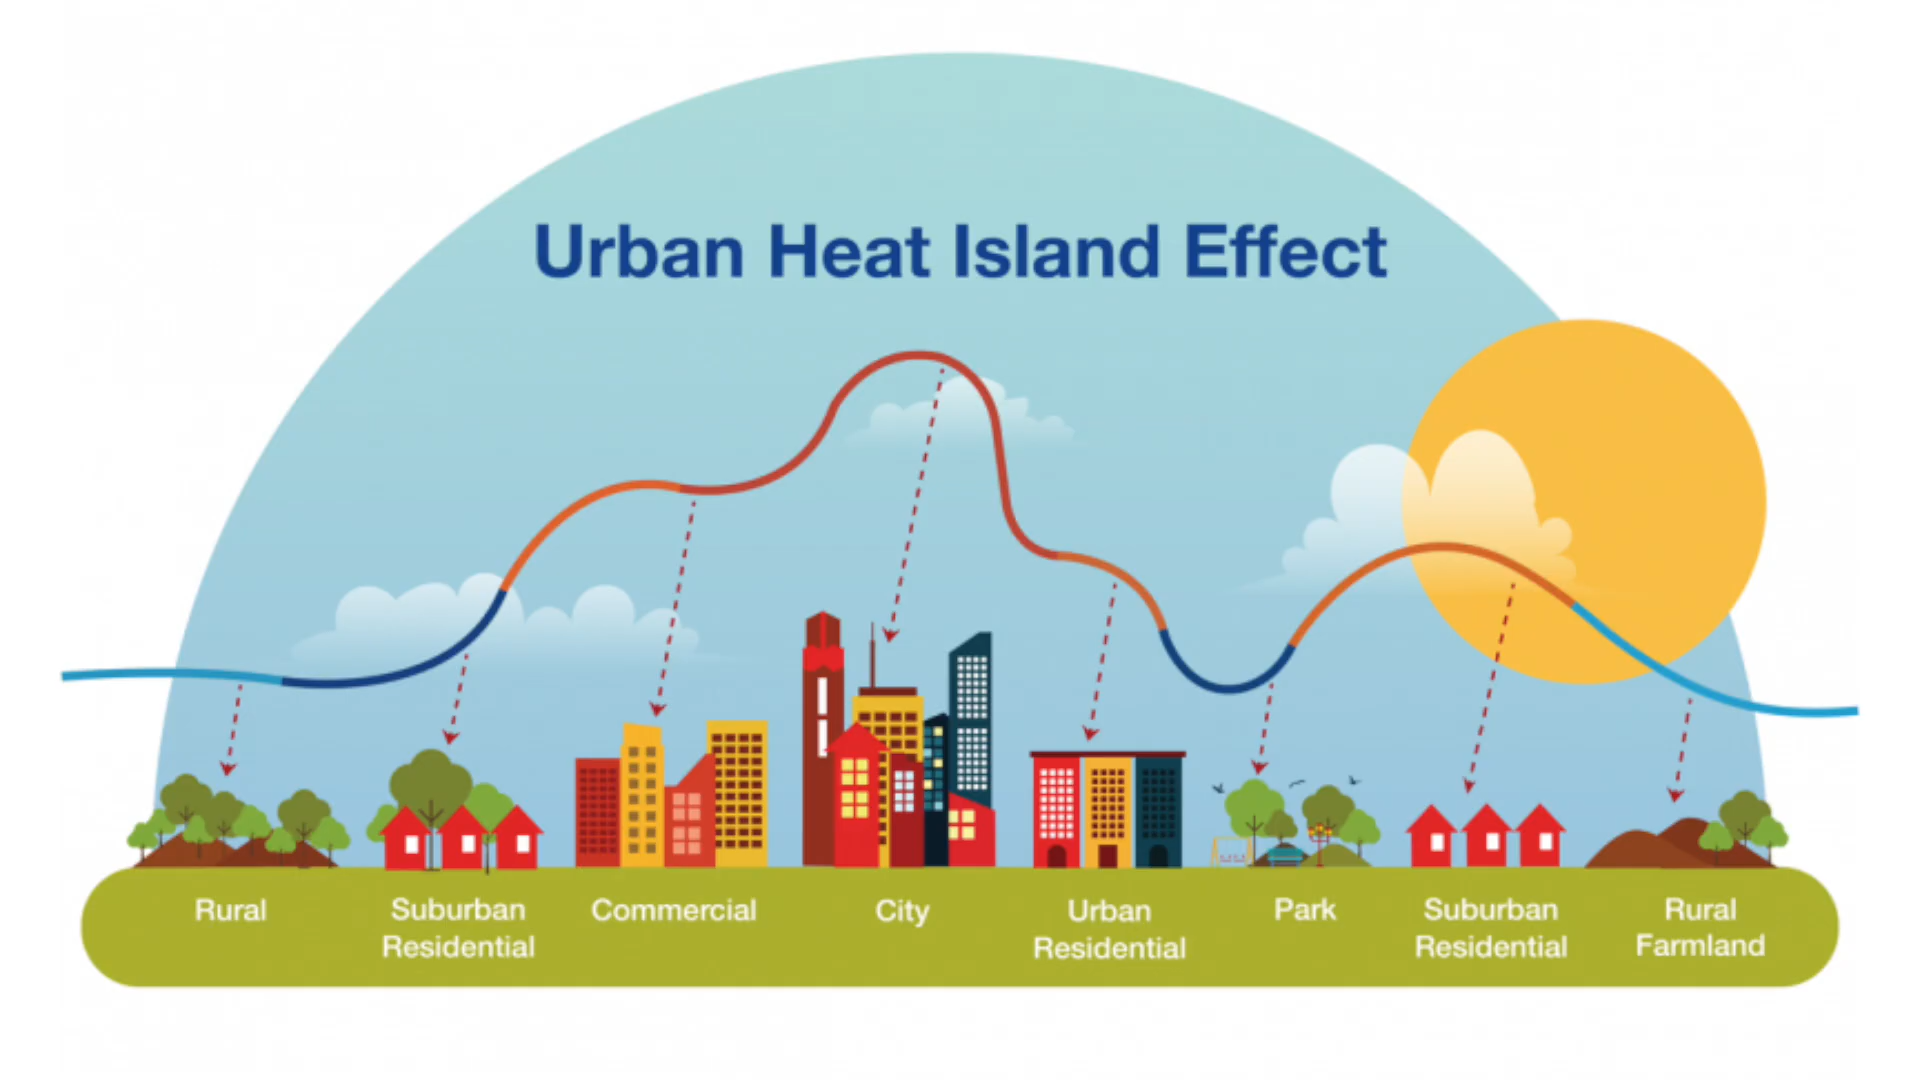 Urban Heat Island Effect
Rural
Suburban
Residential
Commercial
City
Urban
Residential
Park
Suburban
Residential
Rural
Farmland